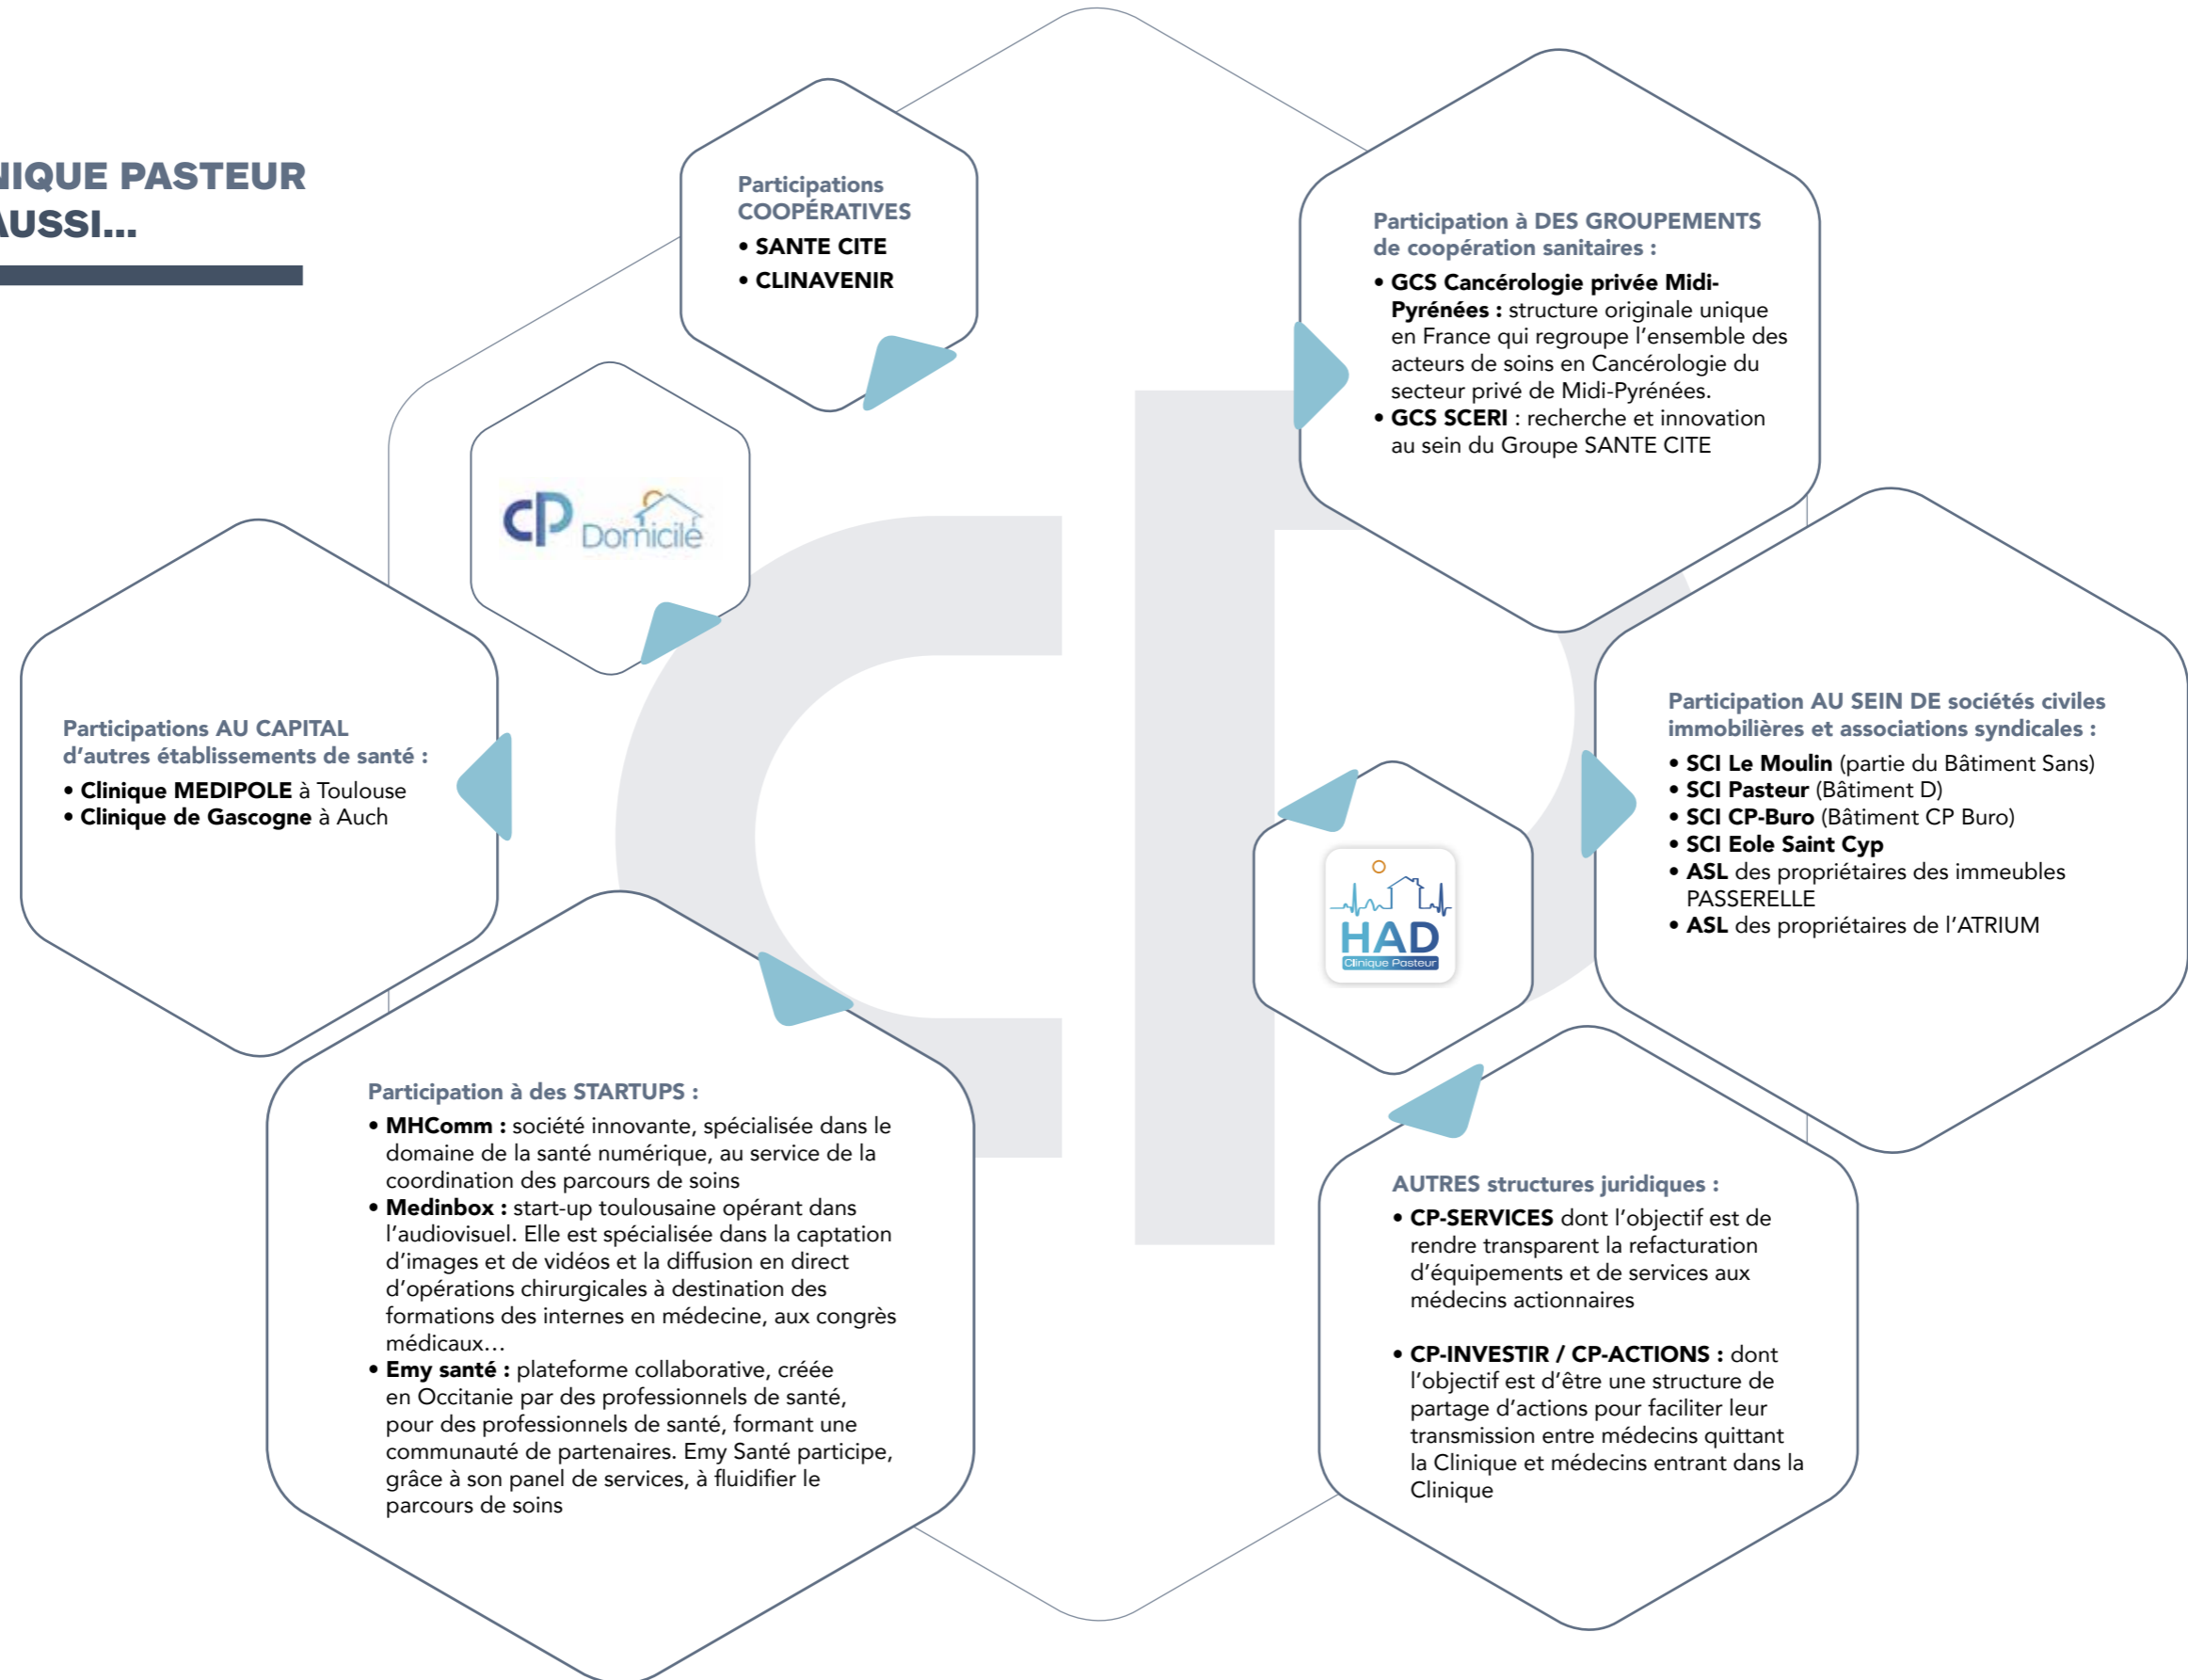 NIQUE PASTEUR
AUSSI...
Participations
COOPÉRATIVES
• SANTE CITE
• CLINAVENIR
Participation à DES GROUPEMENTS
de coopération sanitaires :
• GCS Cancérologie privée Midi-
Pyrénées : structure originale unique
en France qui regroupe l'ensemble des
acteurs de soins en Cancérologie du
secteur privé de Midi-Pyrénées.
• GCS SCERI : recherche et innovation
au sein du Groupe SANTE CITE
cP Domicile
Participations AU CAPITAL
d'autres établissements de santé :
• Clinique MEDIPOLE à Toulouse
• Clinique de Gascogne à Auch
Participation AU SEIN DE sociétés civiles
immobilières et associations syndicales :
• SCI Le Moulin (partie du Bâtiment Sans)
• SCI Pasteur (Bâtiment D)
• SCI CP-Buro (Bâtiment CP Buro)
• SCI Eole Saint Cyp
• ASL des propriétaires des immeubles
PASSERELLE
• ASL des propriétaires de l'ATRIUM
HAD
Clinique Pasteur
Participation à des STARTUPS :
• MHComm : société innovante, spécialisée dans le
domaine de la santé numérique, au service de la
coordination des parcours de soins
• Medinbox : start-up toulousaine opérant dans
l'audiovisuel. Elle est spécialisée dans la captation
d'images et de vidéos et la diffusion en direct
d'opérations chirurgicales à destination des
formations des internes en médecine, aux congrès
médicaux…
• Emy santé : plateforme collaborative, créée
en Occitanie par des professionnels de santé,
pour des professionnels de santé, formant une
communauté de partenaires. Emy Santé participe,
grâce à son panel de services, à fluidifier le
parcours de soins
AUTRES structures juridiques :
• CP-SERVICES dont l'objectif est de
rendre transparent la refacturation
d'équipements et de services aux
médecins actionnaires
• CP-INVESTIR / CP-ACTIONS : dont
l'objectif est d'être une structure de
partage d'actions pour faciliter leur
transmission entre médecins quittant
la Clinique et médecins entrant dans la
Clinique